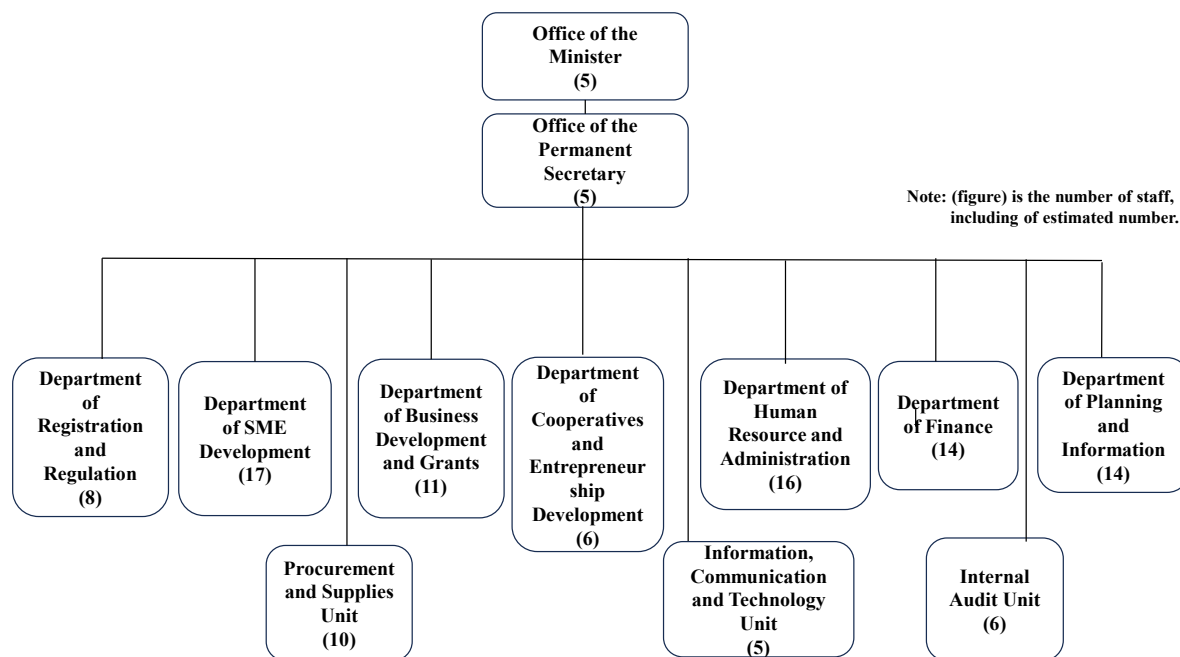 Office of the
Minister
(5)
Office of the
Permanent
Secretary
(5)
Note: (figure) is the number of staff,
including of estimated number.
Department
of
Registration
and
Regulation
(8)
Department
of SME
Development
(17)
Department
of Business
Development
and Grants
(11)
Department
of
Cooperatives
and
Entrepreneur
ship
Development
(6)
Department of
Human
Resource and
Administration
(16)
Department
of Finance
(14)
Department
of Planning
and
Information
(14)
Procurement
and Supplies
Unit
(10)
Information,
Communication
and Technology
Unit
(5)
Internal
Audit Unit
(6)